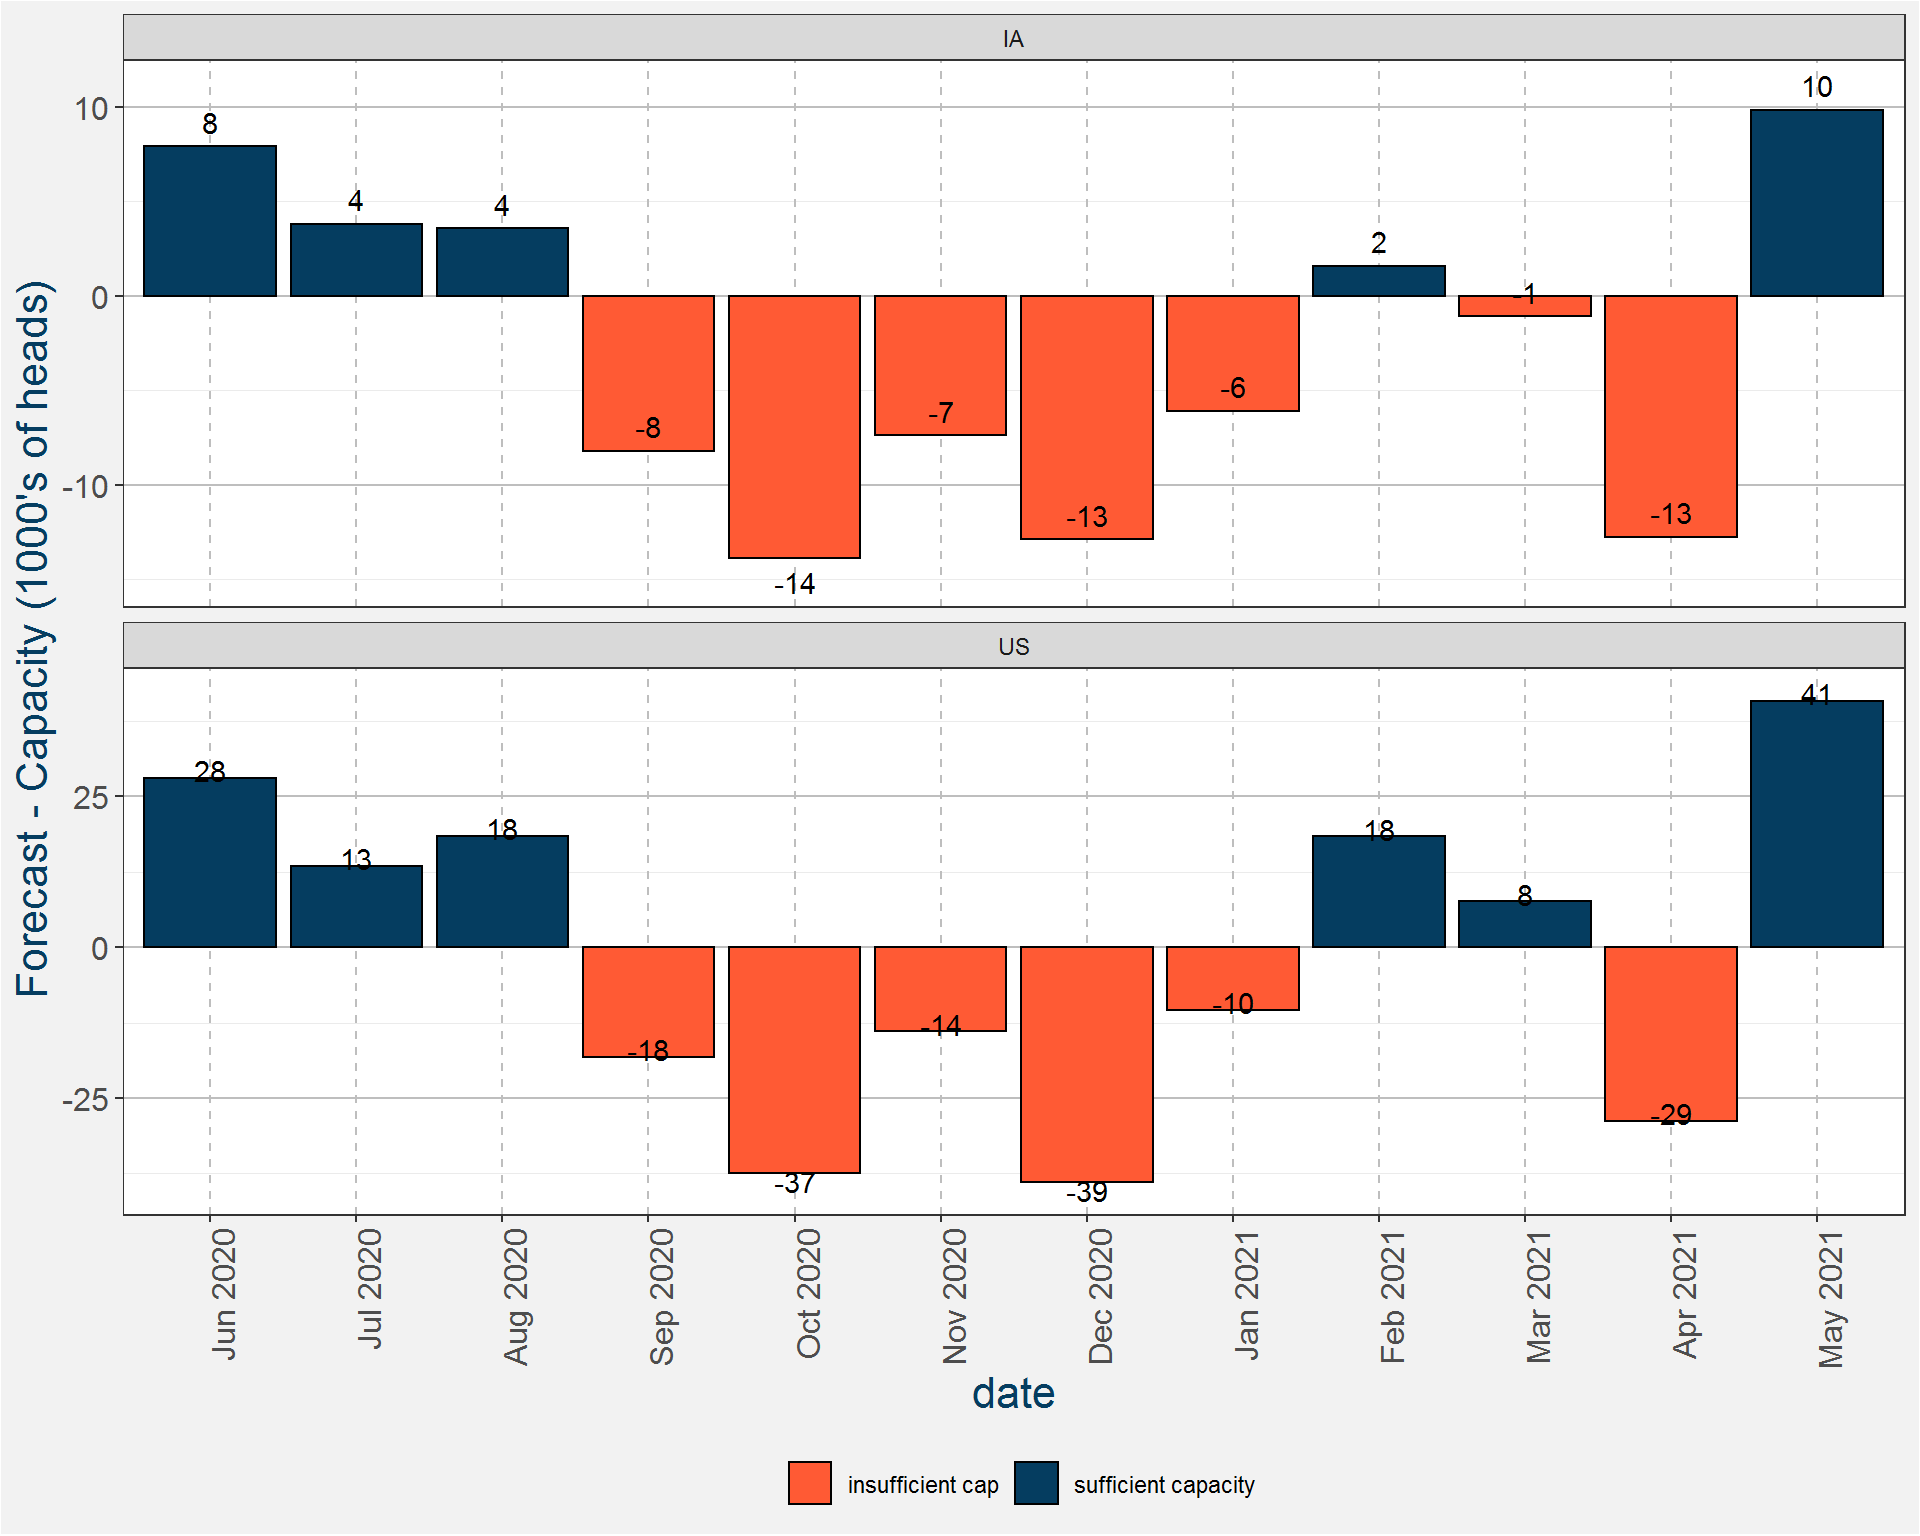 IA
10
0
-10
8
4
4
-8
-14
-7
-13
-6
2
-1
-13
10
Forecast - Capacity (1000's of heads)
US
25
0
-25
28
13
18
-18
-37
-14
-39
-10
18
8
-29
41
Jun 2020
Jul 2020
Aug 2020
Sep 2020
Oct 2020
Nov 2020
Dec 2020
Jan 2021
Feb 2021
Mar 2021
Apr 2021
May 2021
date
insufficient cap
sufficient capacity